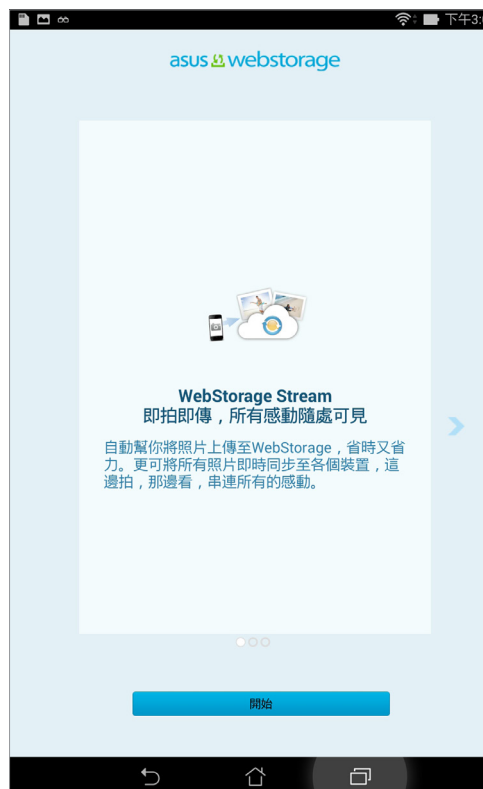 下午3:
asus webstorage
WebStorage Stream
即拍即傳，所有感動隨處可見
自動幫你將照片上傳至WebStorage，省時又省
力。更可將所有照片即時同步至各個裝置，這
邊拍，那邊看，串連所有的感動。
開始